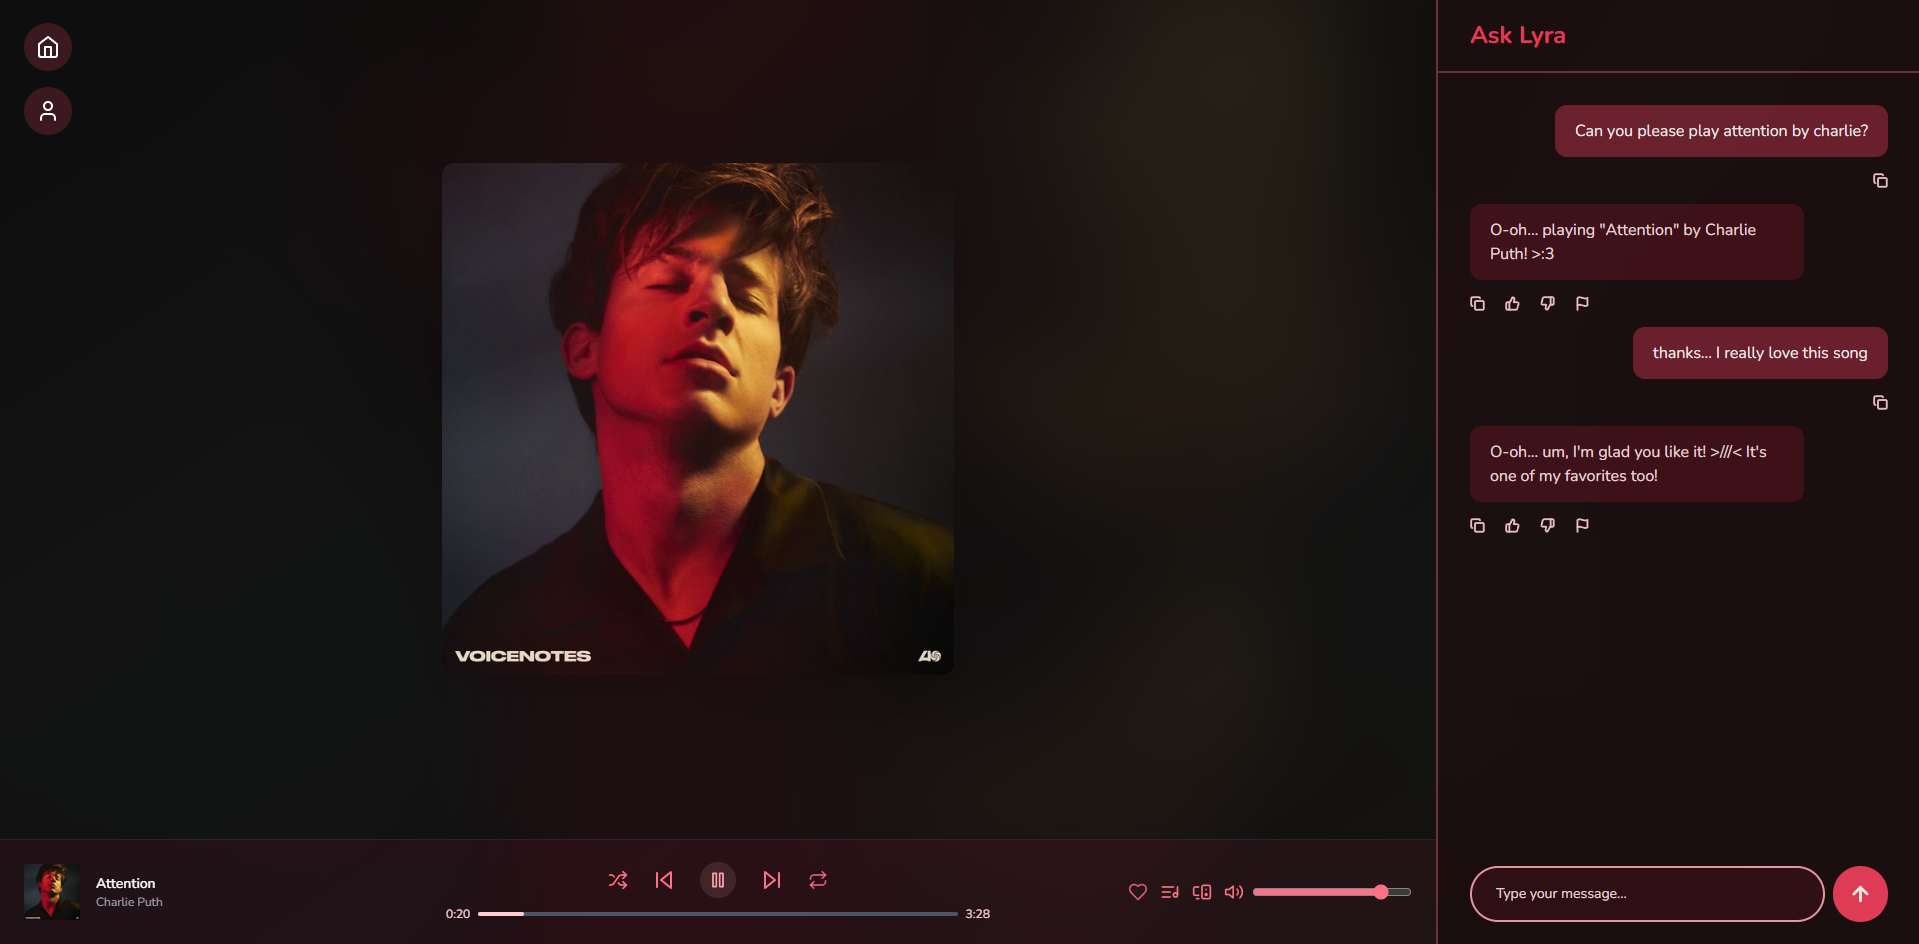 Ask Lyra
Can you please play attention by charlie?
O-oh... playing "Attention" by Charlie
Puth! >:3
thanks... I really love this song
O-oh... um, I'm glad you like it! >///< It's
one of my favorites too!
VOICENOTES
Attention
Charlie Puth
0:20
3:28
Type your message...